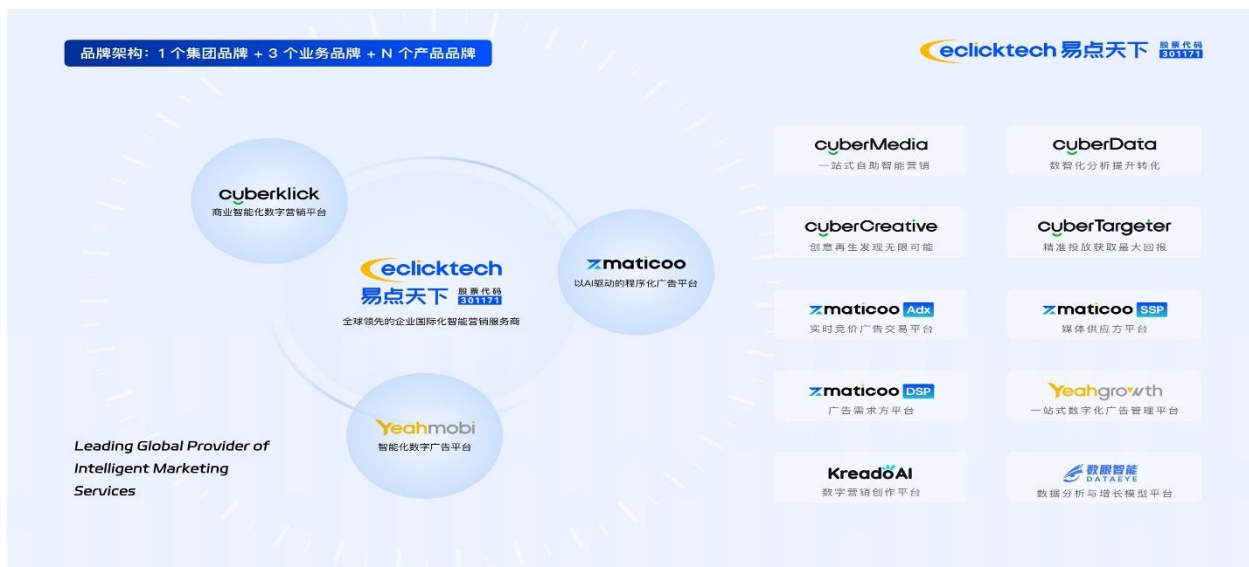 品牌架构：1 个集团品牌 + 3 个业务品牌 + N 个产品品牌
eclicktech 易点天下 股票代码 301171
cyberklick
商业智能化数字营销平台
eclicktech
易点天下 股票代码 301171
全球领先的企业国际化智能营销服务商
zmaticoo
以AI驱动的程序化广告平台
Yeahmobi
智能化数字广告平台
Leading Global Provider of
Intelligent Marketing
Services
cyberMedia
一站式自助智能营销
cyberData
数智化分析提升转化
cyberCreative
创意再生发现无限可能
cyberTargeter
精准投放获取最大回报
zmaticoo Adx
实时竞价广告交易平台
zmaticoo SSP
媒体供应方平台
zmaticoo DSP
广告需求方平台
Yeahgrowth
一站式数字化广告管理平台
KreadoAI
数字营销创作平台
数眼智能
DATAEYE
数据分析与增长模型平台